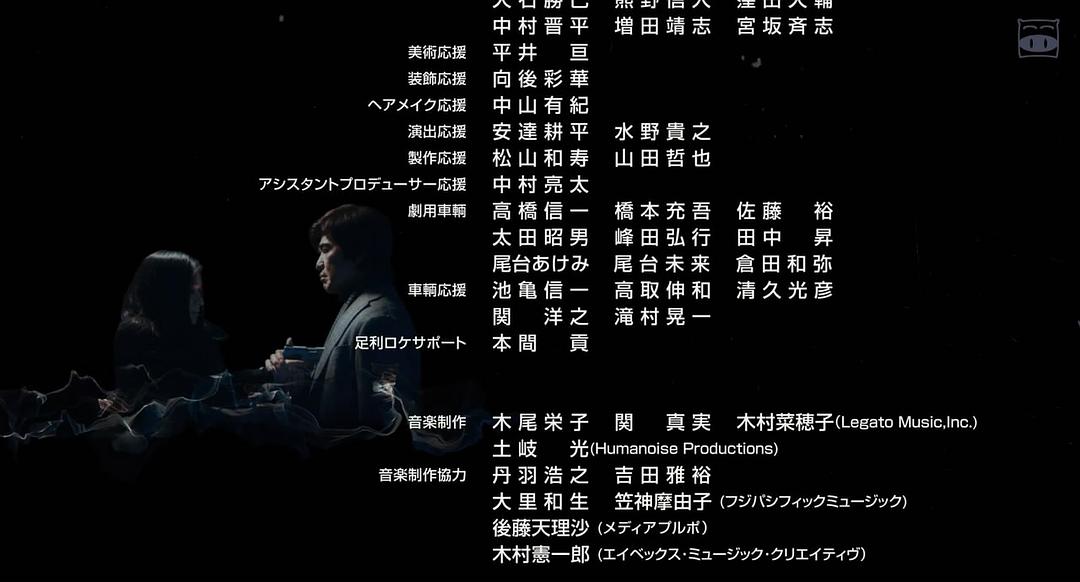 中村晋平 増田靖志 宮坂斉志
美術応援 平井 亘
装飾応援 向後彩華
ヘアメイク応援 中山有紀
演出応援 安達耕平 水野貴之
製作応援 松山和寿 山田哲也
アシスタントプロデューサー応援 中村亮太
劇用車輌 高橋信一 橋本充吾 佐藤 裕
太田昭男 峰田弘行 田中 昇
尾台あけみ 尾台未来 倉田和弥
車輌応援 池亀信一 高取伸和 清久光彦
関 洋之 滝村晃一
足利ロケサポート 本間 貢
音楽制作 木尾栄子 関 真実 木村菜穂子(Legato Music,Inc.)
土岐 光(Humanoise Productions)
音楽制作協力 丹羽浩之 吉田雅裕
大里和生 笠神摩由子 (フジパシフィックミュージック)
後藤天理沙 (メディアプルポ)
木村憲一郎 (エイベックス・ミュージック・クリエイティヴ)